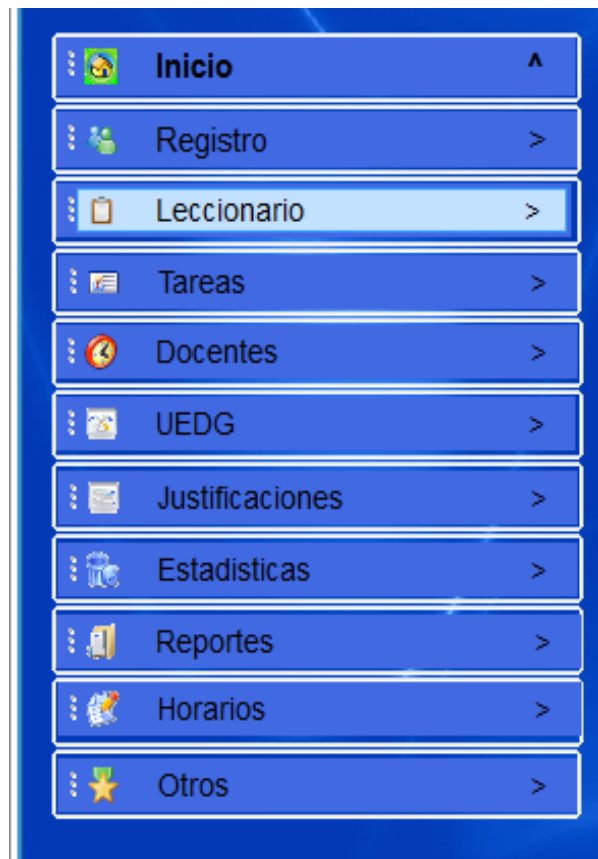 Inicio ^
Registro >
Leccionario >
Tareas >
Docentes >
UEDG >
Justificaciones >
Estadisticas >
Reportes >
Horarios >
Otros >